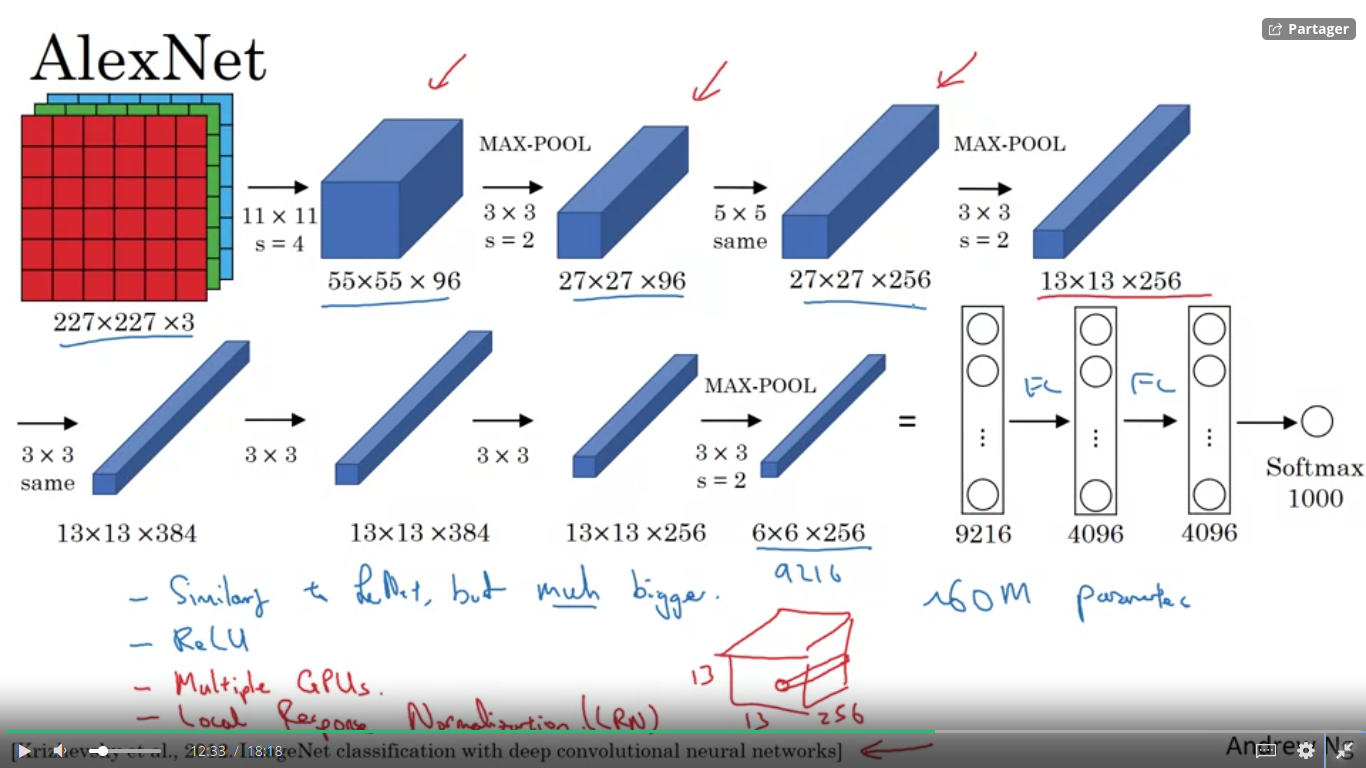 Partager
AlexNet
MAX-POOL
MAX-POOL
11 × 11
s = 4
3 × 3
s = 2
5 × 5
same
3 × 3
s = 2
55×55 × 96
27×27 ×96
27×27 ×256
13×13 ×256
227×227 ×3
MAX-POOL
=
FC
FC
3 × 3
same
3 × 3
3 × 3
3 × 3
s = 2
Softmax
1000
13×13 ×384
13×13 ×384
13×13 ×256
6×6 ×256
9216
4096
4096
9216
- Similary to LeNet, but much bigger.
~60M parameters
- ReLU
- Multiple GPUs.
13
- Local Response Normalization (LRN)
13
256
12:33 / 18:18
[Krizhevsky et al., ImageNet classification with deep convolutional neural networks]
Andrew Ng